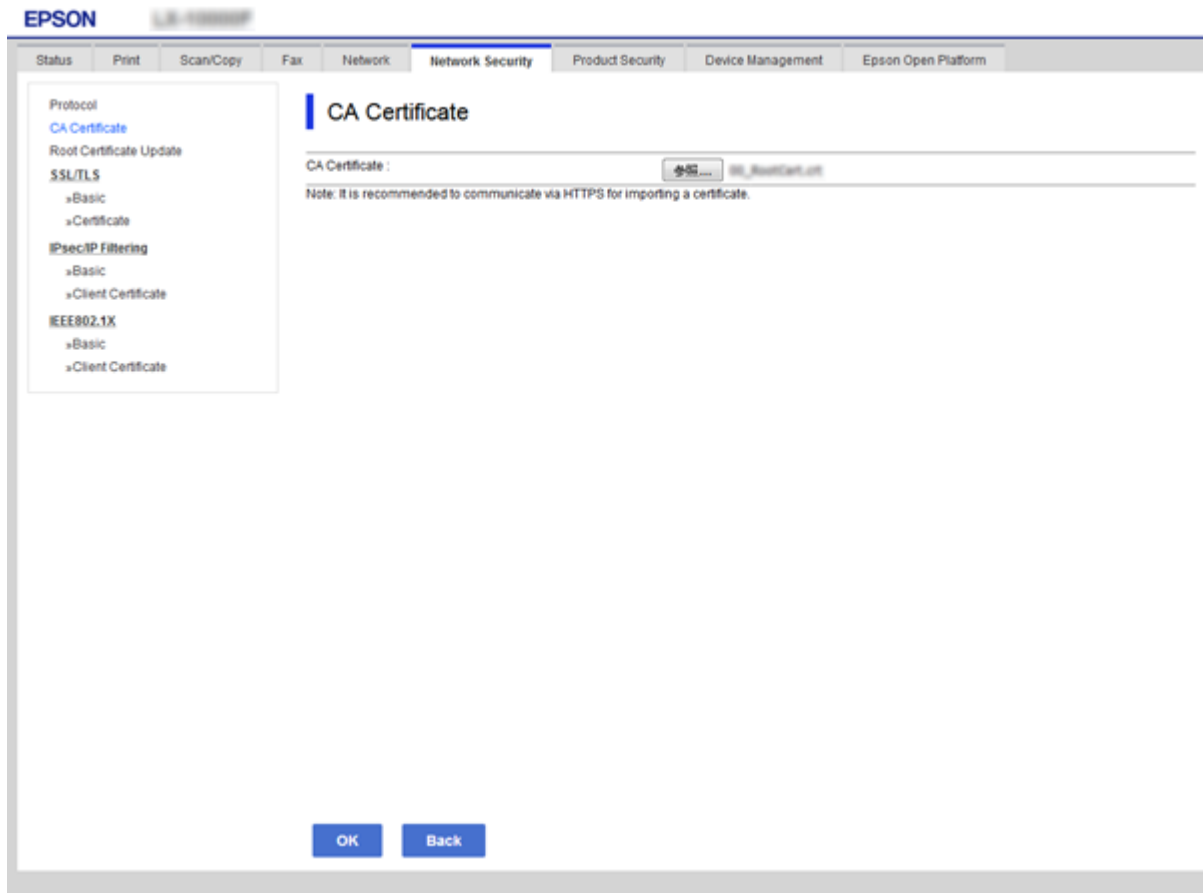 EPSON
Status Print Scan/Copy Fax Network Network Security Product Security Device Management Epson Open Platform
Protocol
CA Certificate
Root Certificate Update
SSL/TLS
»Basic
»Certificate
IPsec/IP Filtering
»Basic
»Client Certificate
IEEE802.1X
»Basic
»Client Certificate
CA Certificate
CA Certificate :
参照....
Note: It is recommended to communicate via HTTPS for importing a certificate.
OK Back